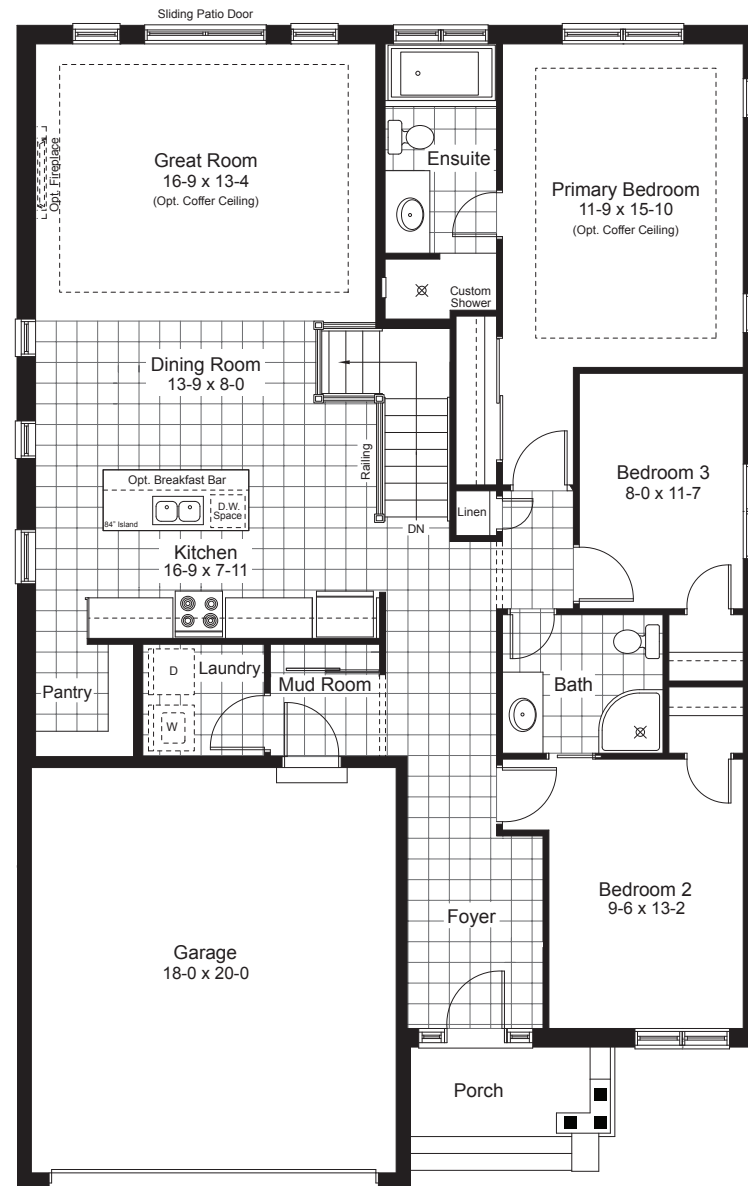 Sliding Patio Door
Great Room
16-9 x 13-4
(Opt. Coffer Ceiling)
Opt. Fireplace
Ensuite
Primary Bedroom
11-9 x 15-10
(Opt. Coffer Ceiling)
Custom
Shower
Dining Room
13-9 x 8-0
Railing
Bedroom 3
8-0 x 11-7
Opt. Breakfast Bar
D.W.
Space
84" Island
Linen
DN
Kitchen
16-9 x 7-11
Laundry
D
W
Mud Room
Pantry
Bath
Bedroom 2
9-6 x 13-2
Foyer
Garage
18-0 x 20-0
Porch